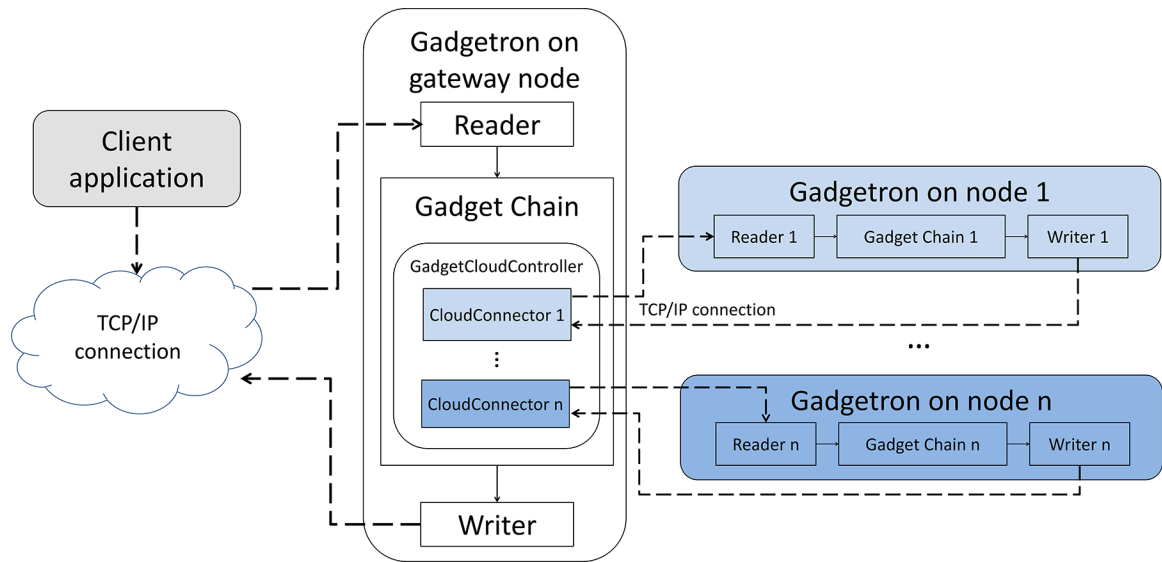 Gadgetron on
gateway node
Reader
Client
application
Gadget Chain
GadgetCloudController
CloudConnector 1
⋮
CloudConnector n
Writer
TCP/IP
connection
Gadgetron on node 1
Reader 1
Gadget Chain 1
Writer 1
TCP/IP connection
...
Gadgetron on node n
Reader n
Gadget Chain n
Writer n